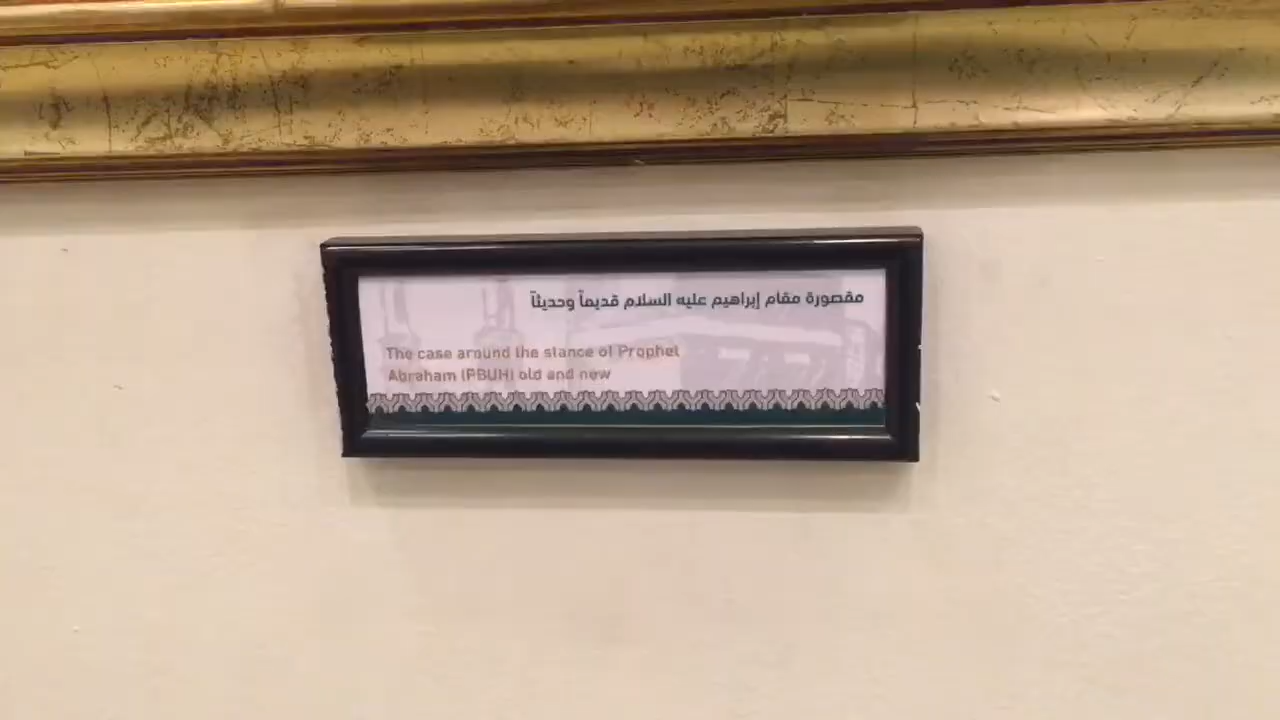 مقصورة مقام إبراهيم عليه السلام قديماً وحديثاً
The case around the stance of Prophet
Abraham (PBUH) old and new